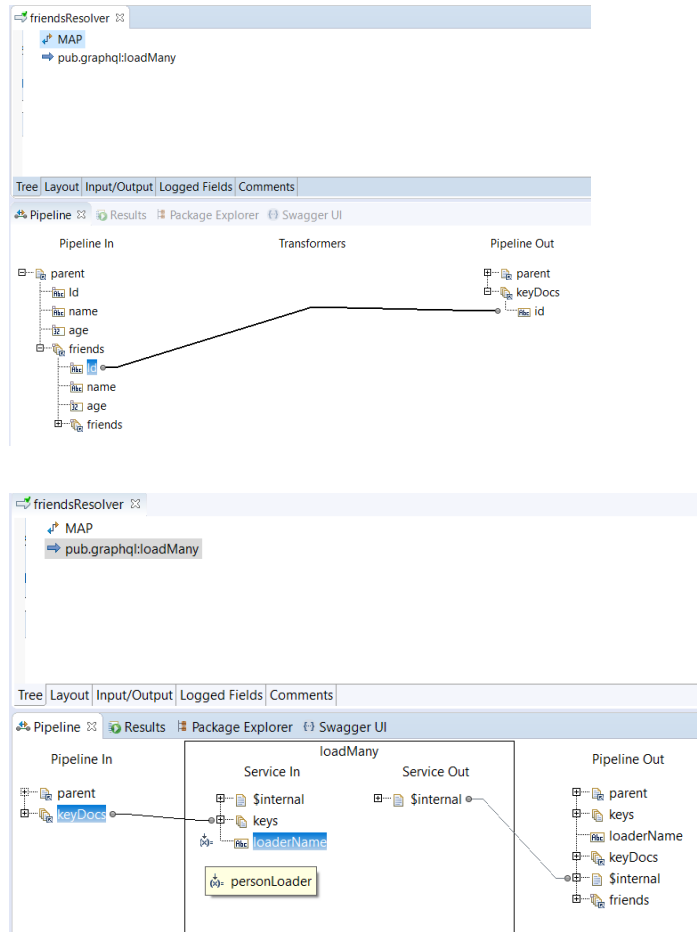 friendsResolver
MAP
pub.graphql:loadMany
Tree Layout Input/Output Logged Fields Comments
Pipeline Results Package Explorer Swagger UI
Pipeline In Transformers Pipeline Out
parent parent
Id keyDocs
name id
age
friends
Id
name
age
friends
friendsResolver
MAP
pub.graphql:loadMany
Tree Layout Input/Output Logged Fields Comments
Pipeline Results Package Explorer Swagger UI
loadMany
Pipeline In Service In Service Out Pipeline Out
parent $internal $internal parent
keyDocs keys keys
loaderName loaderName
keyDocs
personLoader $internal
friends